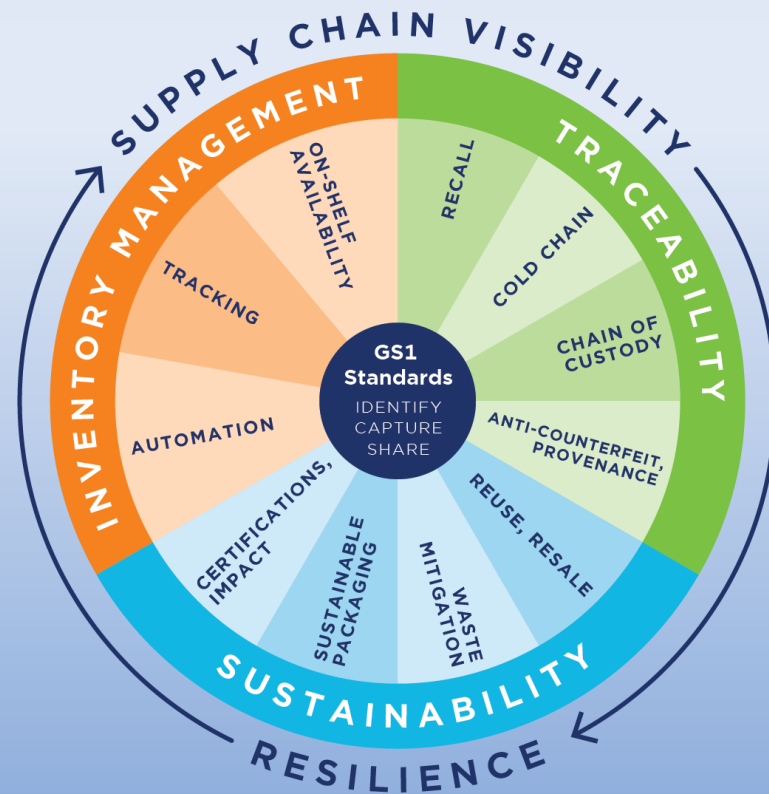 SUPPLY CHAIN VISIBILITY
INVENTORY MANAGEMENT
TRACEABILITY
ON-SHELF
AVAILABILITY
RECALL
COLD CHAIN
TRACKING
CHAIN OF
CUSTODY
GS1
Standards
IDENTIFY
CAPTURE
SHARE
AUTOMATION
ANTI-COUNTERFEIT,
PROVENANCE
CERTIFICATIONS,
IMPACT
SUSTAINABLE
PACKAGING
WASTE
MITIGATION
REUSE, RESALE
SUSTAINABILITY
RESILIENCE